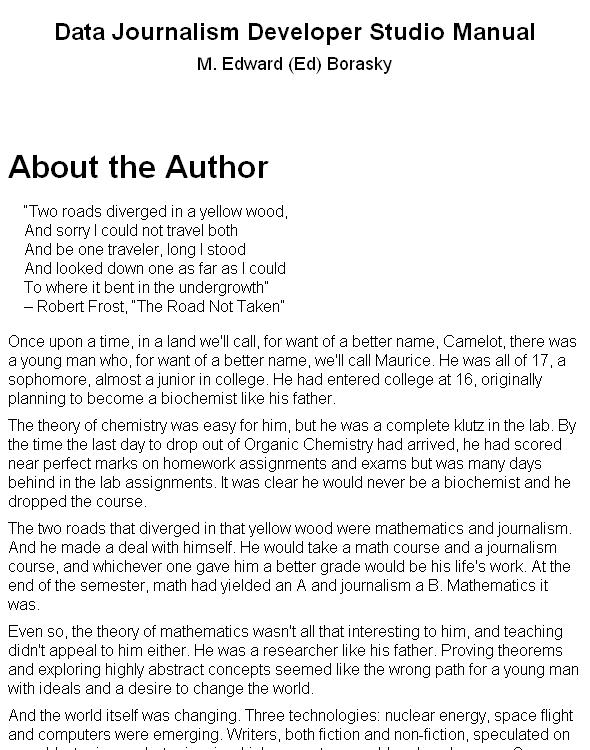 Data Journalism Developer Studio Manual
M. Edward (Ed) Borasky
About the Author
"Two roads diverged in a yellow wood,
And sorry I could not travel both
And be one traveler, long I stood
And looked down one as far as I could
To where it bent in the undergrowth"
– Robert Frost, "The Road Not Taken"
Once upon a time, in a land we'll call, for want of a better name, Camelot, there was
a young man who, for want of a better name, we'll call Maurice. He was all of 17, a
sophomore, almost a junior in college. He had entered college at 16, originally
planning to become a biochemist like his father.
The theory of chemistry was easy for him, but he was a complete klutz in the lab. By
the time the last day to drop out of Organic Chemistry had arrived, he had scored
near perfect marks on homework assignments and exams but was many days
behind in the lab assignments. It was clear he would never be a biochemist and he
dropped the course.
The two roads that diverged in that yellow wood were mathematics and journalism.
And he made a deal with himself. He would take a math course and a journalism
course, and whichever one gave him a better grade would be his life's work. At the
end of the semester, math had yielded an A and journalism a B. Mathematics it
was.
Even so, the theory of mathematics wasn't all that interesting to him, and teaching
didn't appeal to him either. He was a researcher like his father. Proving theorems
and exploring highly abstract concepts seemed like the wrong path for a young man
with ideals and a desire to change the world.
And the world itself was changing. Three technologies: nuclear energy, space flight
and computers were emerging. Writers, both fiction and non-fiction, speculated on